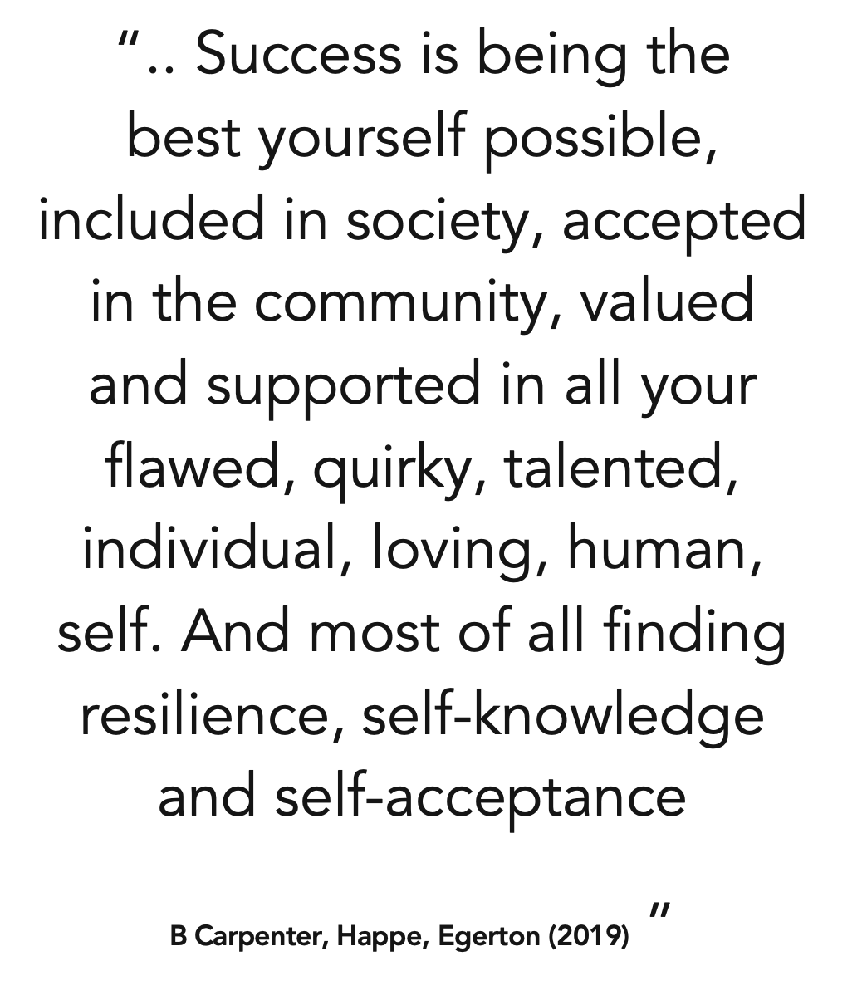 “.. Success is being the
best yourself possible,
included in society, accepted
in the community, valued
and supported in all your
flawed, quirky, talented,
individual, loving, human,
self. And most of all finding
resilience, self-knowledge
and self-acceptance
B Carpenter, Happe, Egerton (2019) ”